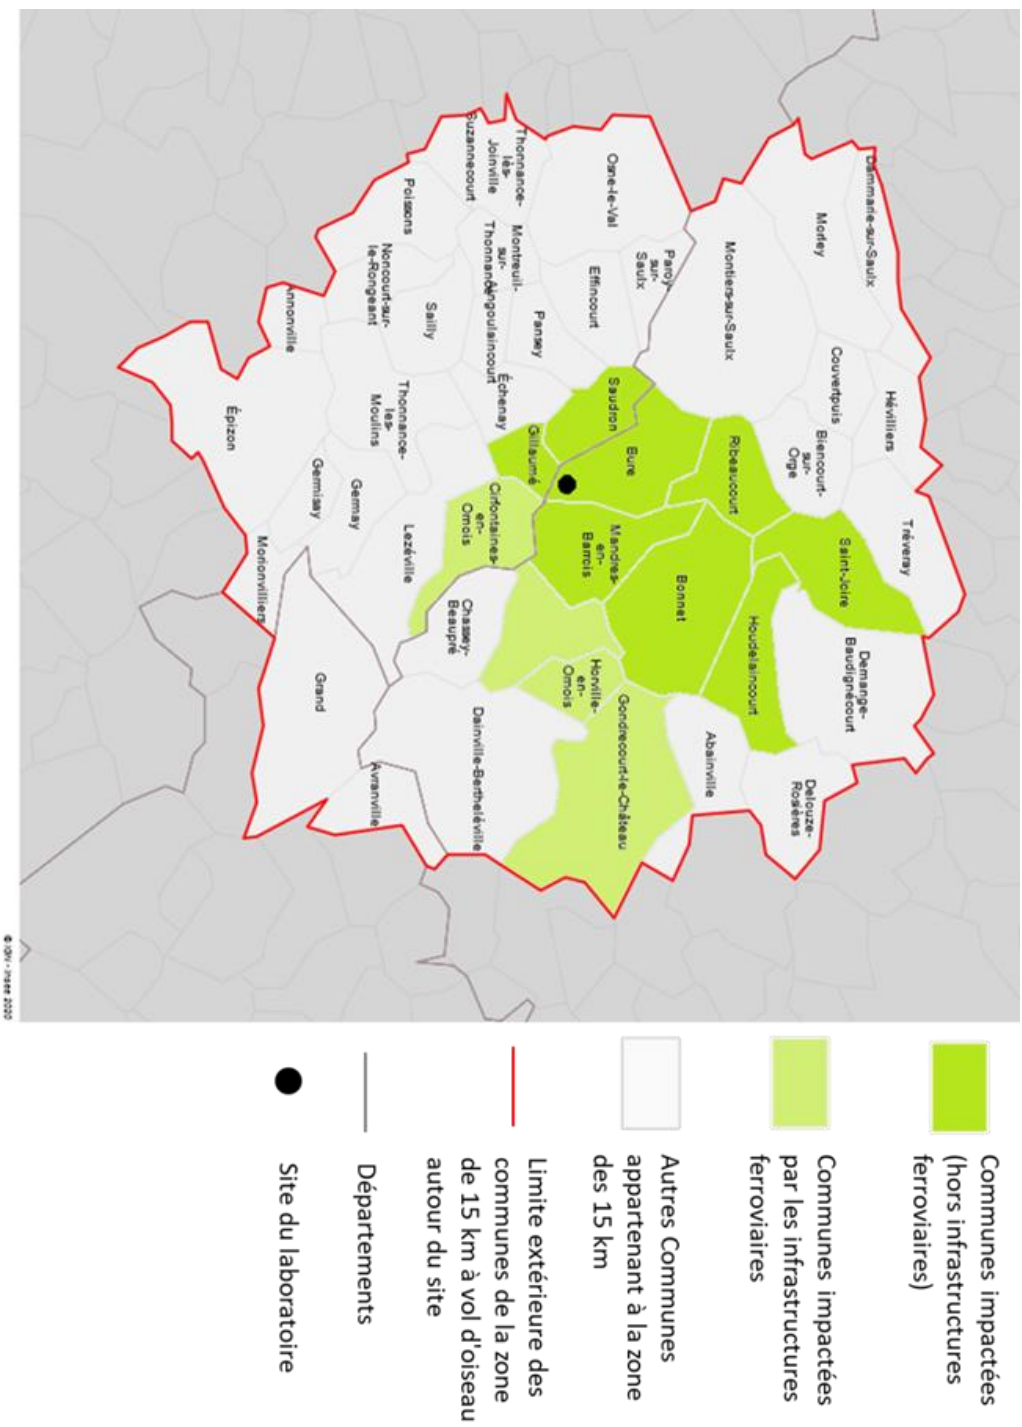 Dammarie-sur-Saulx
Morley
Hévilliers
Couvertpuis
Tréveray
Montiers-sur-Saulx
Biencourt-
sur-
Orge
Saint-Joire
Demange-
Baudignécourt
Ribeaucourt
Houdelaincourt
Delouze-
Rosières
Osne-le-Val
Paroy-
sur-
Saulx
Effincourt
Saudron
Bure
Bonnet
Abainville
Thonnance-
lès-
Joinville
Suzannecourt
Montreuil-
sur-
Thonnance
Pansey
Aingoulaincourt
Échenay
Gillaumé
Mandres-
en-
Barrois
Horville-
en-
Ornois
Gondrecourt-le-Château
Poissons
Noncourt-sur-
le-Rongeant
Sailly
Cirfontaines-
en-
Ornois
Chassey-
Beaupré
Dainville-Bertheléville
Annonville
Thonnance-
les-
Moulins
Lezéville
Germay
Germisay
Épizon
Morionvilliers
Grand
Avranville
© IGN - Insee 2020
Communes impactées
(hors infrastructures
ferroviaires)
Communes impactées
par les infrastructures
ferroviaires
Autres Communes
appartenant à la zone
des 15 km
Limite extérieure des
communes de la zone
de 15 km à vol d'oiseau
autour du site
Départements
Site du laboratoire